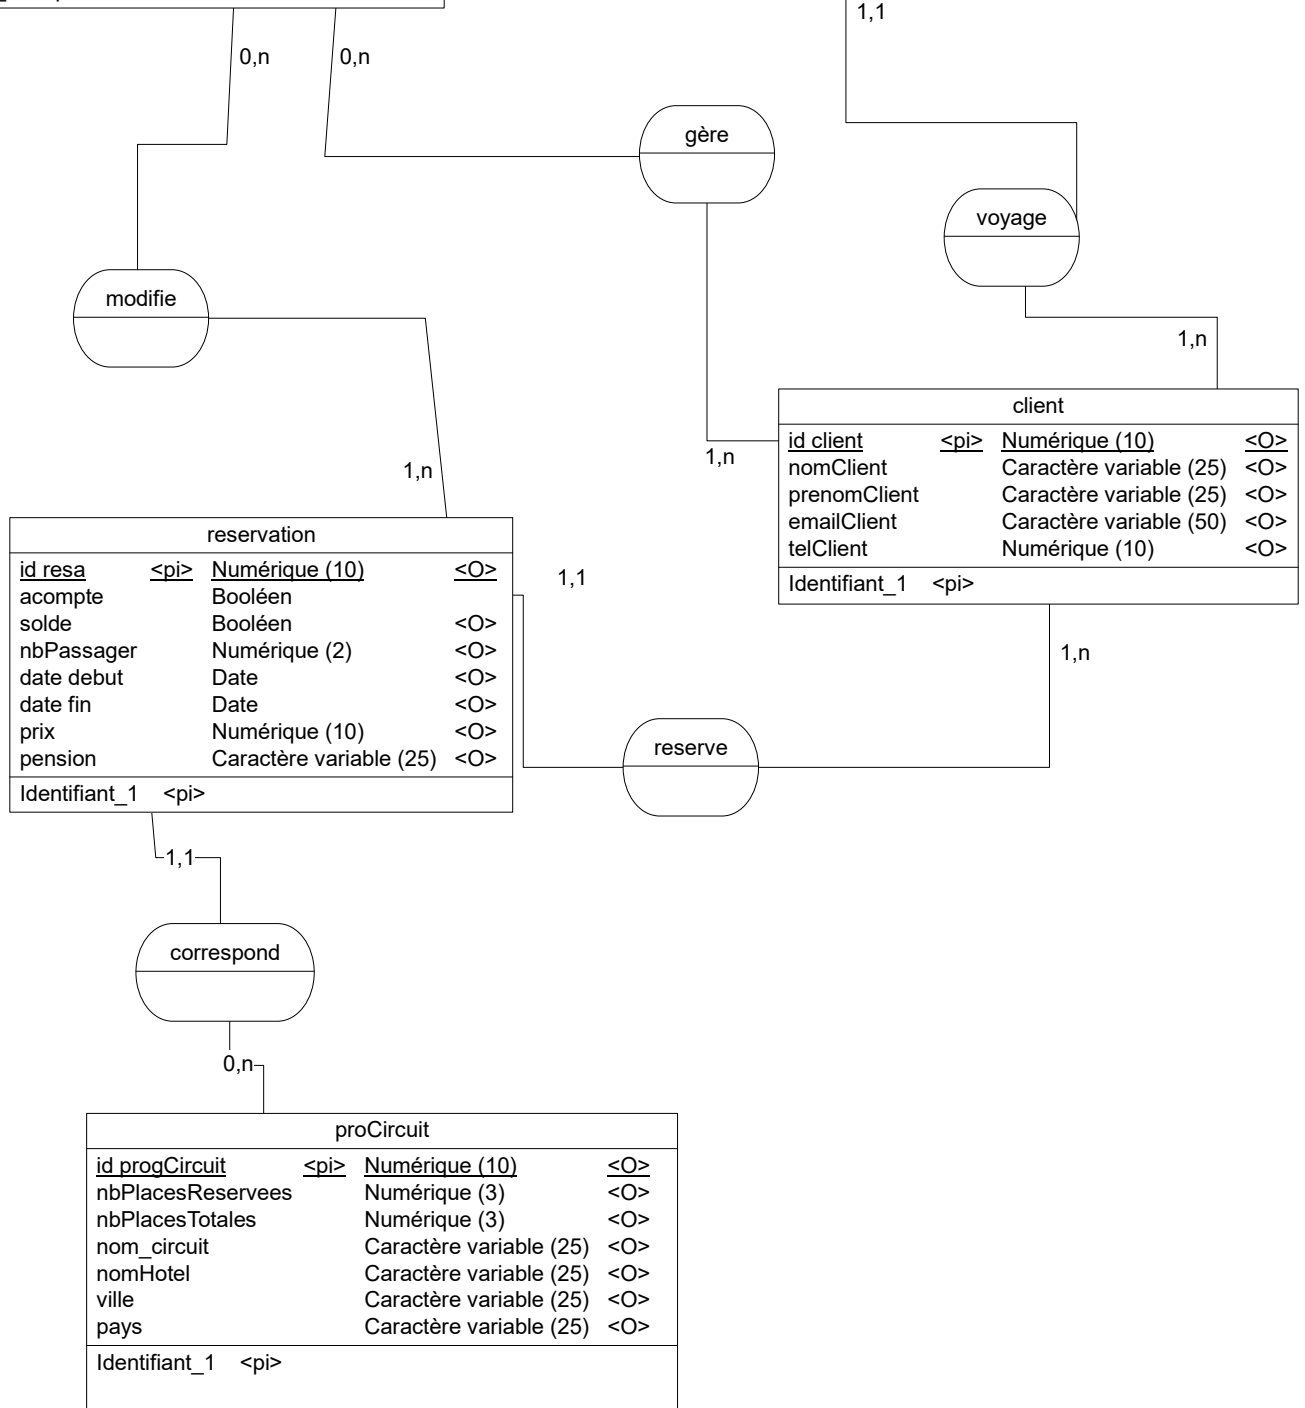 1,1
0,n
0,n
gère
voyage
modifie
1,n
client
id client <pi> Numérique (10) <O>
nomClient Caractère variable (25) <O>
prenomClient Caractère variable (25) <O>
emailClient Caractère variable (50) <O>
telClient Numérique (10) <O>
Identifiant_1 <pi>
1,n
1,n
reservation
id resa <pi> Numérique (10) <O>
acompte Booléen
solde Booléen <O>
nbPassager Numérique (2) <O>
date debut Date <O>
date fin Date <O>
prix Numérique (10) <O>
pension Caractère variable (25) <O>
Identifiant_1 <pi>
1,1
1,n
reserve
1,1
correspond
0,n
proCircuit
id progCircuit <pi> Numérique (10) <O>
nbPlacesReservees Numérique (3) <O>
nbPlacesTotales Numérique (3) <O>
nom_circuit Caractère variable (25) <O>
nomHotel Caractère variable (25) <O>
ville Caractère variable (25) <O>
pays Caractère variable (25) <O>
Identifiant_1 <pi>